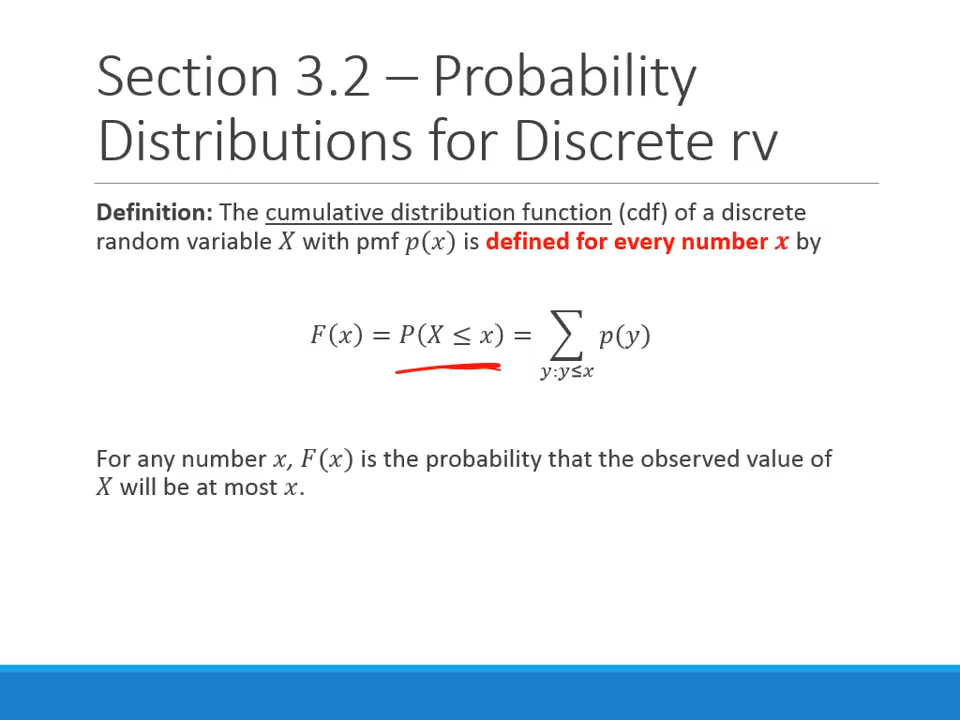 Section 3.2 – Probability
Distributions for Discrete rv
Definition: The cumulative distribution function (cdf) of a discrete
random variable X with pmf p(x) is defined for every number x by
F(x) = P(X ≤ x) = ∑ p(y)
y:y≤x
For any number x, F(x) is the probability that the observed value of
X will be at most x.